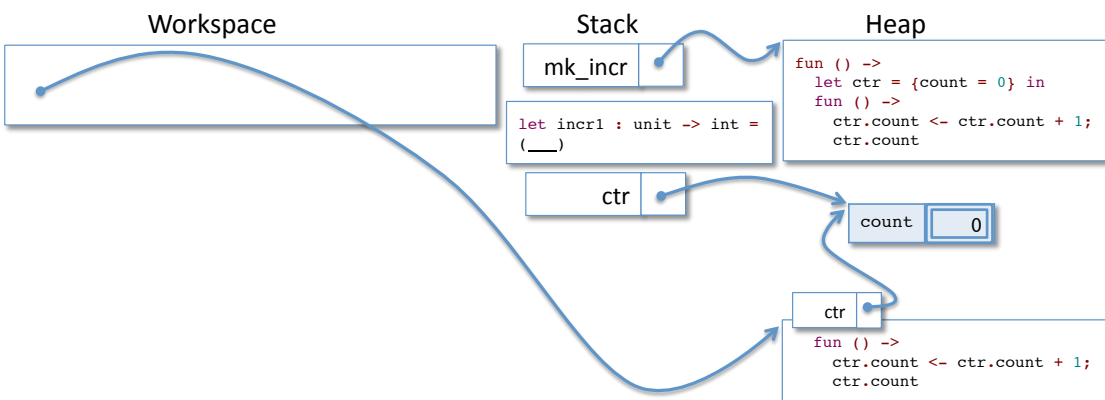 Workspace
Stack
Heap
mk_incr
fun () ->
let ctr = {count = 0} in
fun () ->
ctr.count <- ctr.count + 1;
ctr.count
let incr1 : unit -> int =
(___)
ctr
count 0
ctr
fun () ->
ctr.count <- ctr.count + 1;
ctr.count